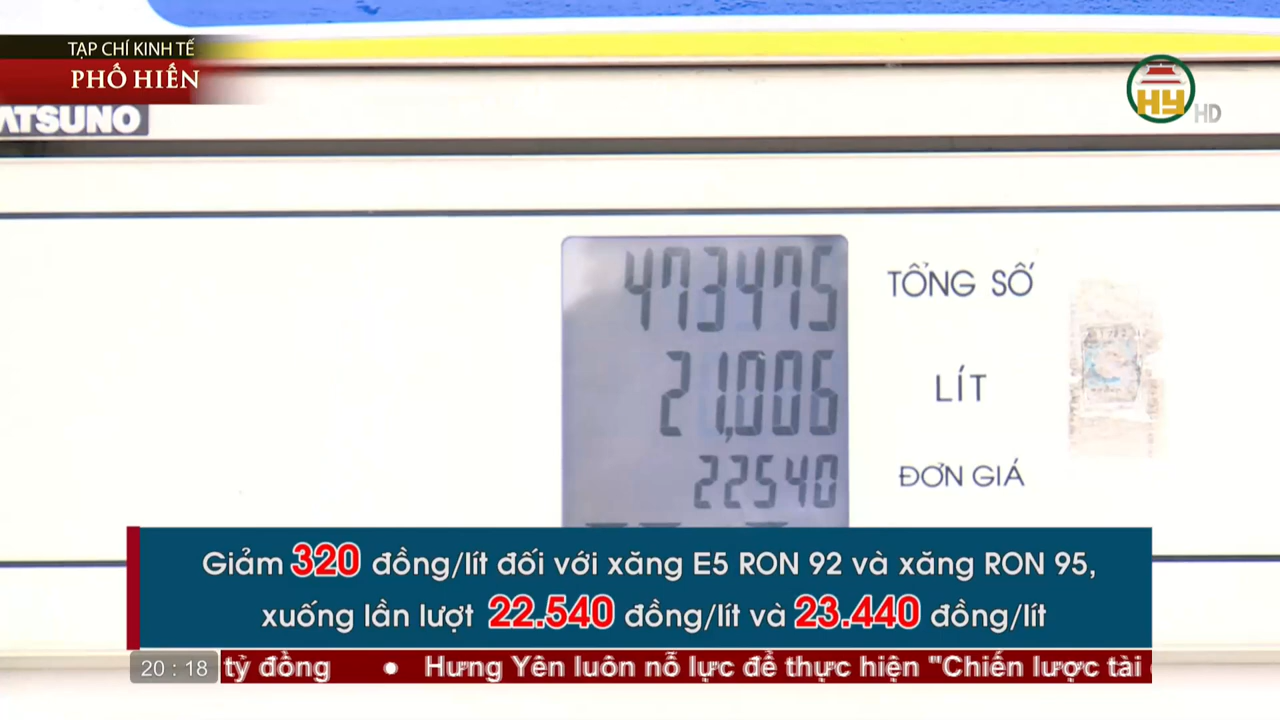 TẠP CHÍ KINH TẾ
PHỐ HIẾN
HY
HD
ATSUNO
473475
TỔNG SỐ
21,006
LÍT
22540
ĐƠN GIÁ
Giảm 320 đồng/lít đối với xăng E5 RON 92 và xăng RON 95,
xuống lần lượt 22.540 đồng/lít và 23.440 đồng/lít
20 : 18
tỷ đồng ● Hưng Yên luôn nỗ lực để thực hiện "Chiến lược tài